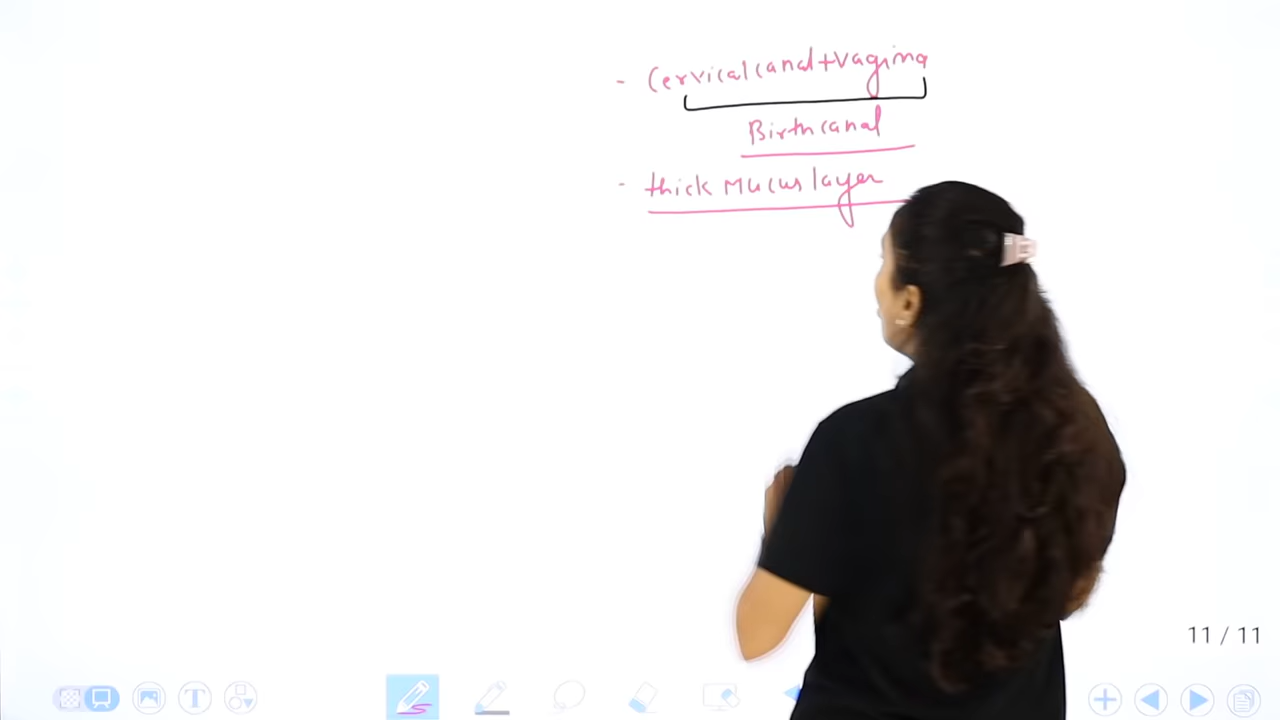 - Cervical canal + vagina
Birth canal
- thick Mucus layer
11 / 11
T